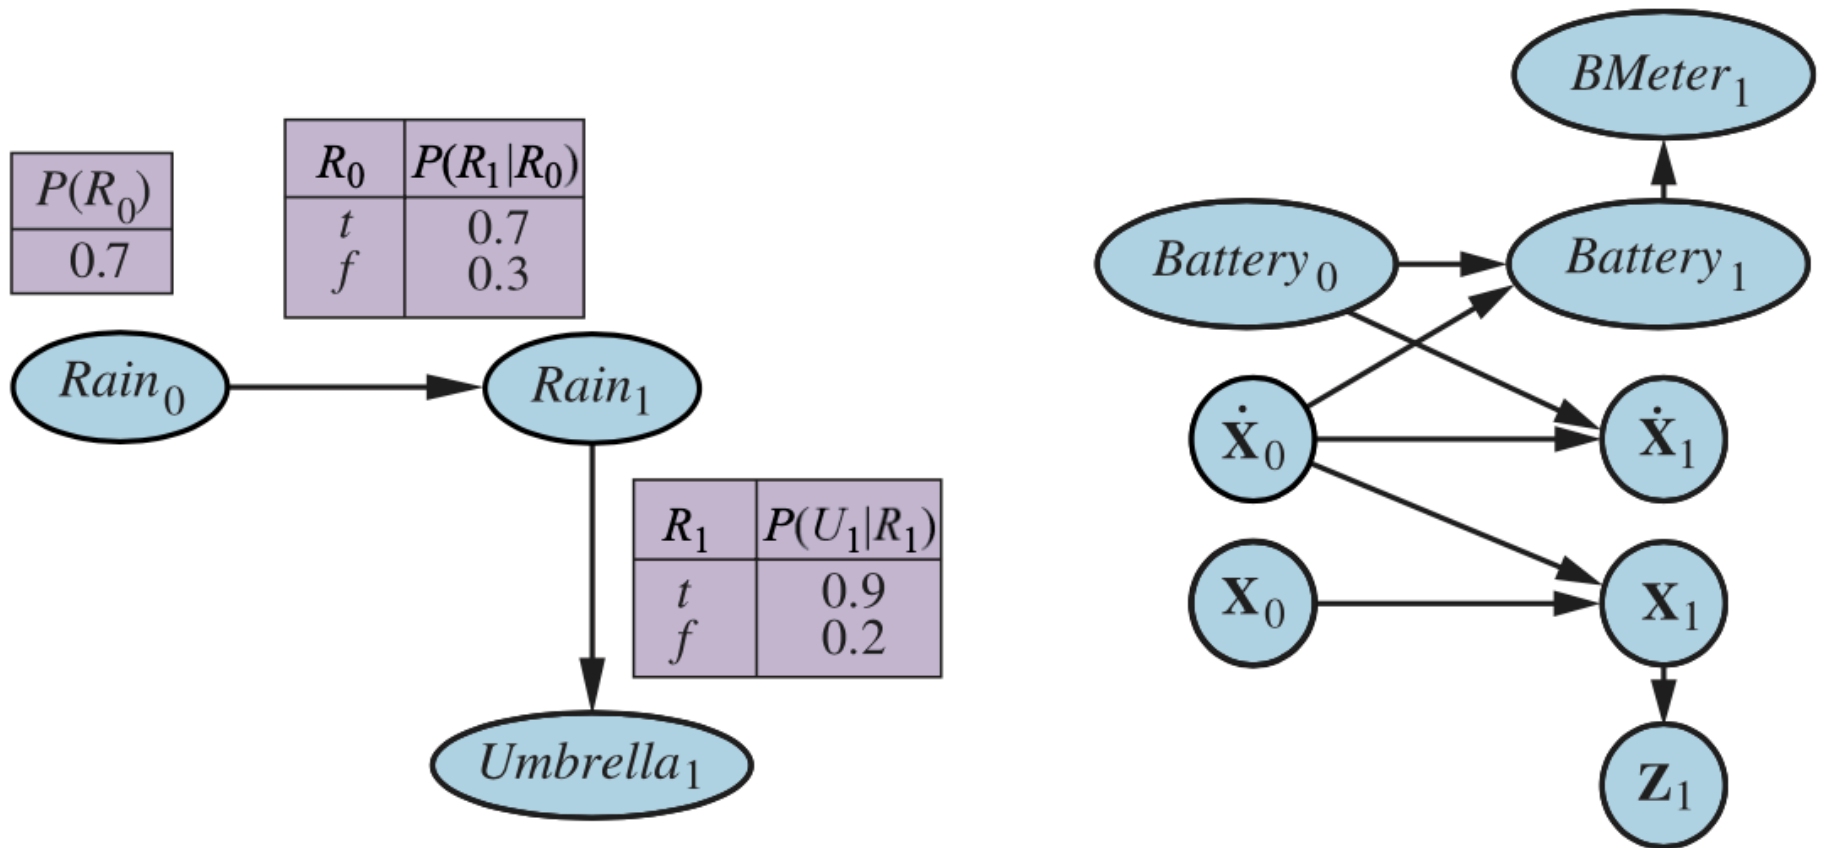 P(R₀)
0.7
R₀ P(R₁|R₀)
t 0.7
f 0.3
Rain₀
Rain₁
R₁ P(U₁|R₁)
t 0.9
f 0.2
Umbrella₁
BMeter₁
Battery₀
Battery₁
Ẋ₀
Ẋ₁
X₀
X₁
Z₁